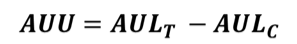 AUU = AUL_T − AUL_C